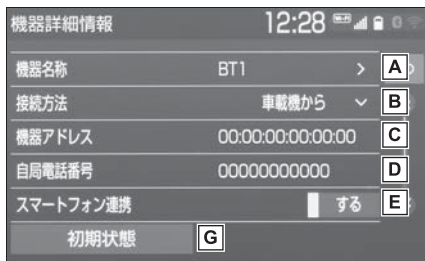 機器詳細情報 12:28
機器名称 BT1 > A
接続方法 車載機から B
機器アドレス 00:00:00:00:00:00 C
自局電話番号 00000000000 D
スマートフォン連携 する E
初期状態 G